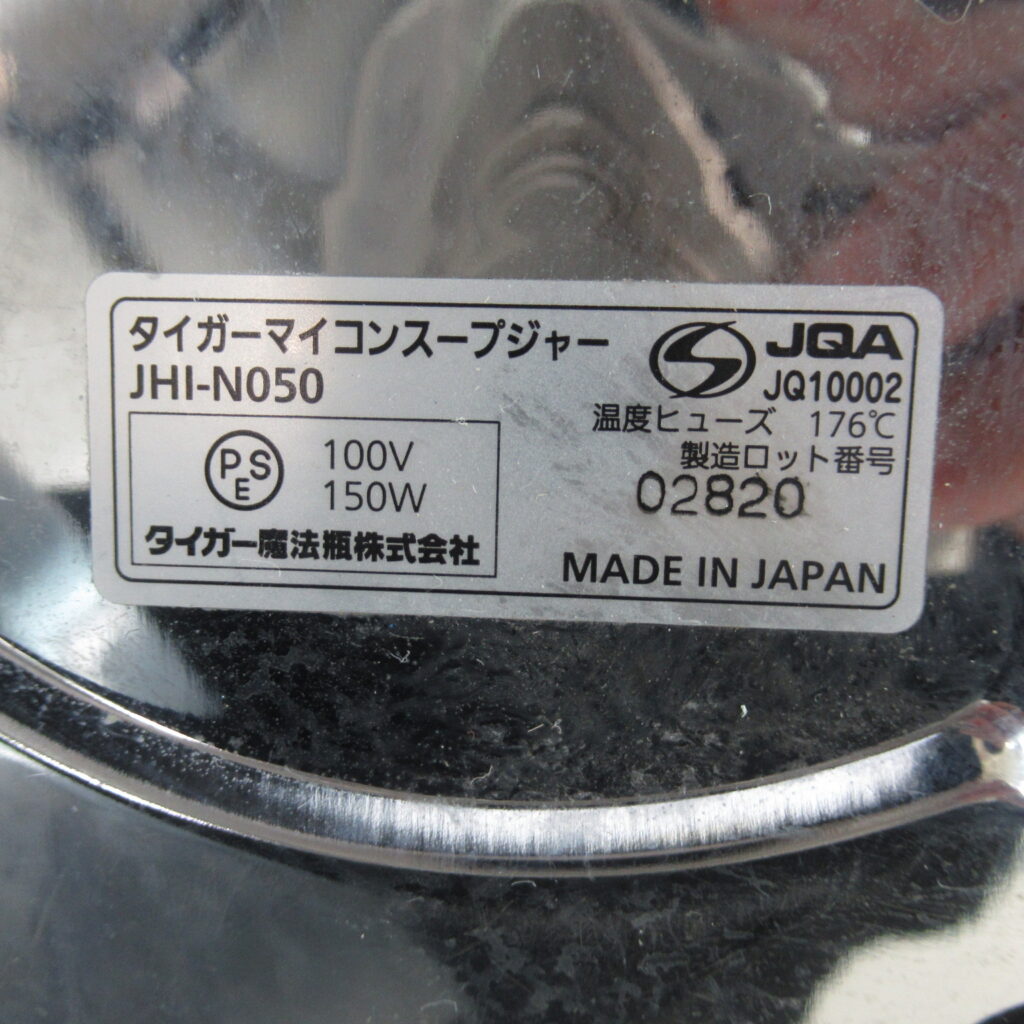 タイガーマイコンスープジャー
JHI-N050
JQA
JQ10002
温度ヒューズ 176℃
製造ロット番号
02820
PSE
100V
150W
タイガー魔法瓶株式会社
MADE IN JAPAN